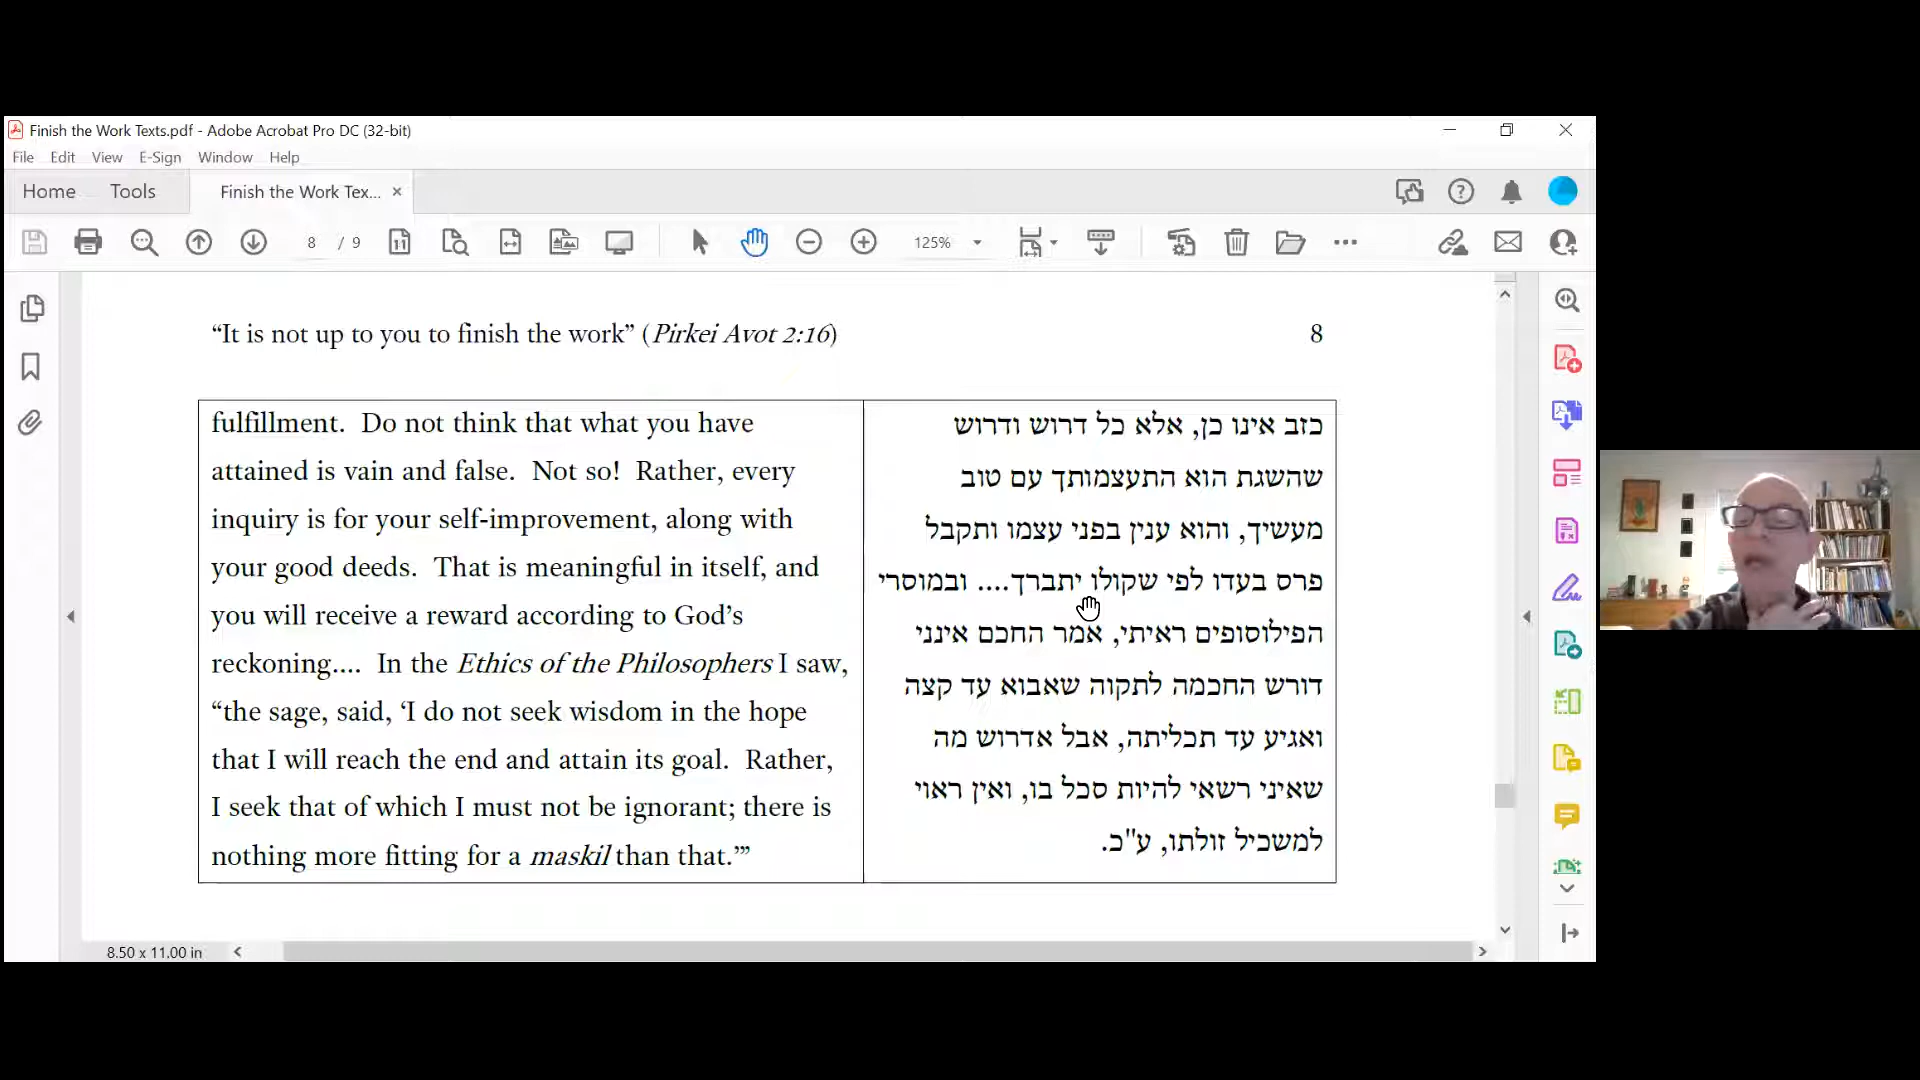 Finish the Work Texts.pdf - Adobe Acrobat Pro DC (32-bit)
File Edit View E-Sign Window Help
Home Tools Finish the Work Tex... ×
8 / 9 125%
“It is not up to you to finish the work” (Pirkei Avot 2:16) 8
fulfillment. Do not think that what you have
attained is vain and false. Not so! Rather, every
inquiry is for your self-improvement, along with
your good deeds. That is meaningful in itself, and
you will receive a reward according to God’s
reckoning.... In the Ethics of the Philosophers I saw,
“the sage, said, ‘I do not seek wisdom in the hope
that I will reach the end and attain its goal. Rather,
I seek that of which I must not be ignorant; there is
nothing more fitting for a maskil than that.’”
כזב אינו כן, אלא כל דרוש ודרוש
שהשגת הוא התעצמותך עם טוב
מעשיך, והוא ענין בפני עצמו ותקבל
פרס בעדו לפי שקולו יתברך.... ובמוסרי
הפילוסופים ראיתי, אמר החכם אינני
דורש החכמה לתקוה שאבוא עד קצה
ואגיע עד תכליתה, אבל אדרוש מה
שאיני רשאי להיות סכל בו, ואין ראוי
למשכיל זולתו, ע"כ.
8.50 x 11.00 in